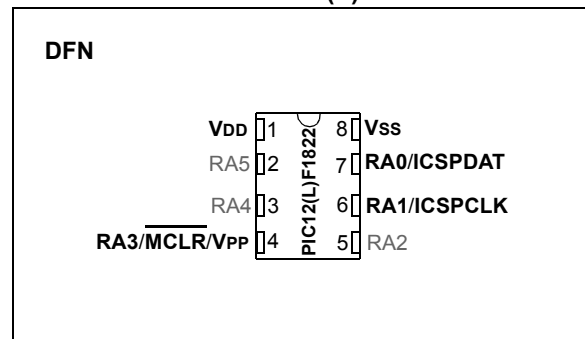 DFN
VDD 1 8 VSS
RA5 2 7 RA0/ICSPDAT
RA4 3 6 RA1/ICSPCLK
RA3/MCLR/VPP 4 5 RA2
PIC12(L)F1822